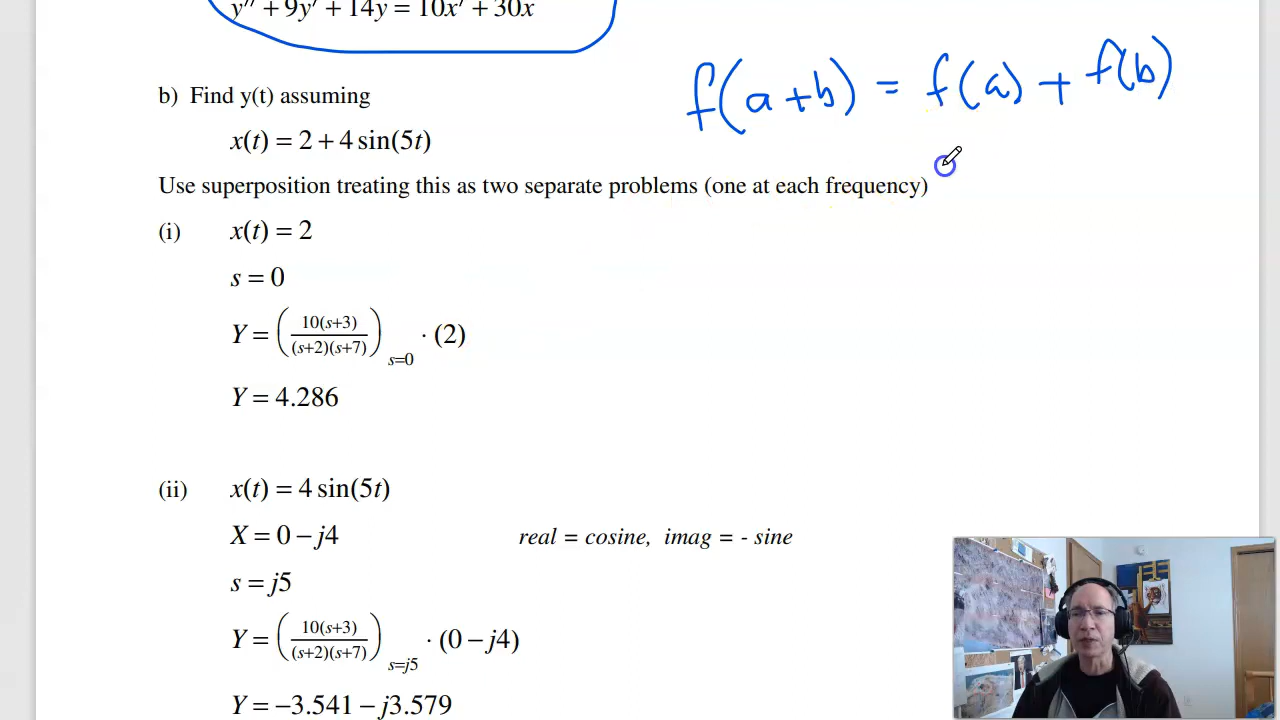 y'' + 9y' + 14y = 10x' + 30x
f(a+b) = f(a) + f(b)
b) Find y(t) assuming
x(t) = 2 + 4 sin(5t)
Use superposition treating this as two separate problems (one at each frequency)
(i) x(t) = 2
s = 0
Y = (10(s+3)/(s+2)(s+7))s=0 · (2)
Y = 4.286
(ii) x(t) = 4 sin(5t)
X = 0 − j4 real = cosine, imag = - sine
s = j5
Y = (10(s+3)/(s+2)(s+7))s=j5 · (0 − j4)
Y = −3.541 − j3.579